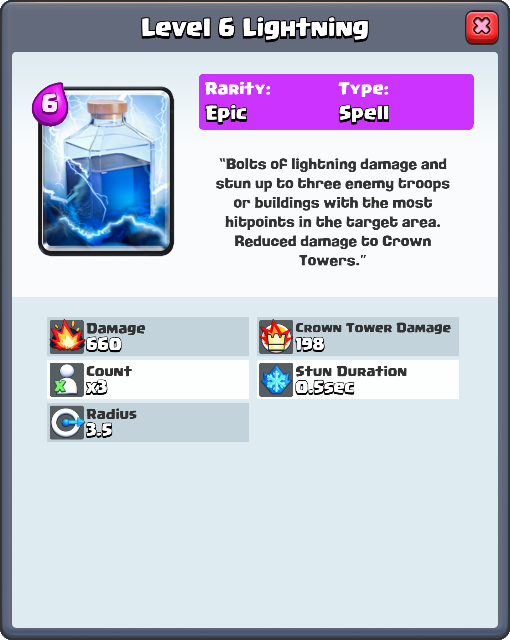 Level 6 Lightning
6
Rarity: Type:
Epic Spell
"Bolts of lightning damage and
stun up to three enemy troops
or buildings with the most
hitpoints in the target area.
Reduced damage to Crown
Towers."
Damage Crown Tower Damage
660 198
Count Stun Duration
x3 0.5sec
Radius
3.5